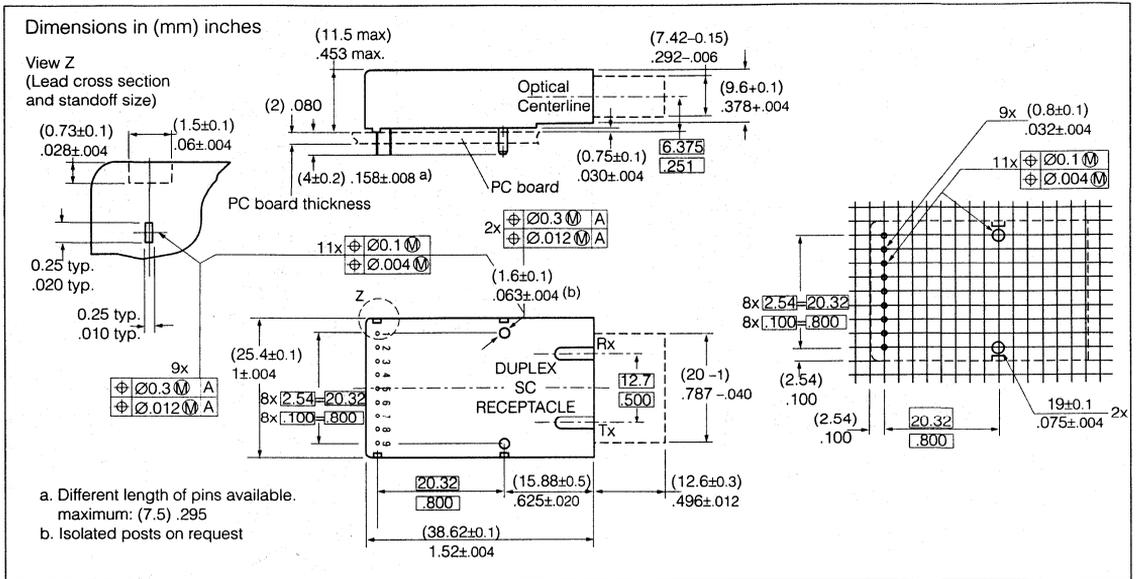 Dimensions in (mm) inches
View Z
(Lead cross section
and standoff size)
(0.73±0.1)
.028±.004
(1.5±0.1)
.06±.004
0.25 typ.
.020 typ.
0.25 typ.
.010 typ.
(11.5 max)
.453 max.
(2) .080
(4±0.2) .158±.008 a)
PC board thickness
PC board
Optical
Centerline
(7.42–0.15)
.292–.006
(9.6+0.1)
.378+.004
(0.75±0.1)
.030±.004
6.375
.251
2x ⌖ Ø0.3 Ⓜ A
⌖ Ø.012 Ⓜ A
11x ⌖ Ø0.1 Ⓜ
⌖ Ø.004 Ⓜ
(1.6±0.1)
.063±.004 (b)
9x
⌖ Ø0.3 Ⓜ A
⌖ Ø.012 Ⓜ A
Z
(25.4±0.1)
1±.004
8x 2.54=20.32
8x .100=.800
1
2
3
4
5
6
7
8
9
Rx
DUPLEX
SC
RECEPTACLE
Tx
12.7
.500
(20 –1)
.787 –.040
20.32
.800
(15.88±0.5)
.625±.020
(12.6±0.3)
.496±.012
(38.62±0.1)
1.52±.004
9x (0.8±0.1)
.032±.004
11x ⌖ Ø0.1 Ⓜ
⌖ Ø.004 Ⓜ
8x 2.54=20.32
8x .100=.800
(2.54)
.100
(2.54)
.100
20.32
.800
19±0.1
.075±.004 2x
a. Different length of pins available.
maximum: (7.5) .295
b. Isolated posts on request